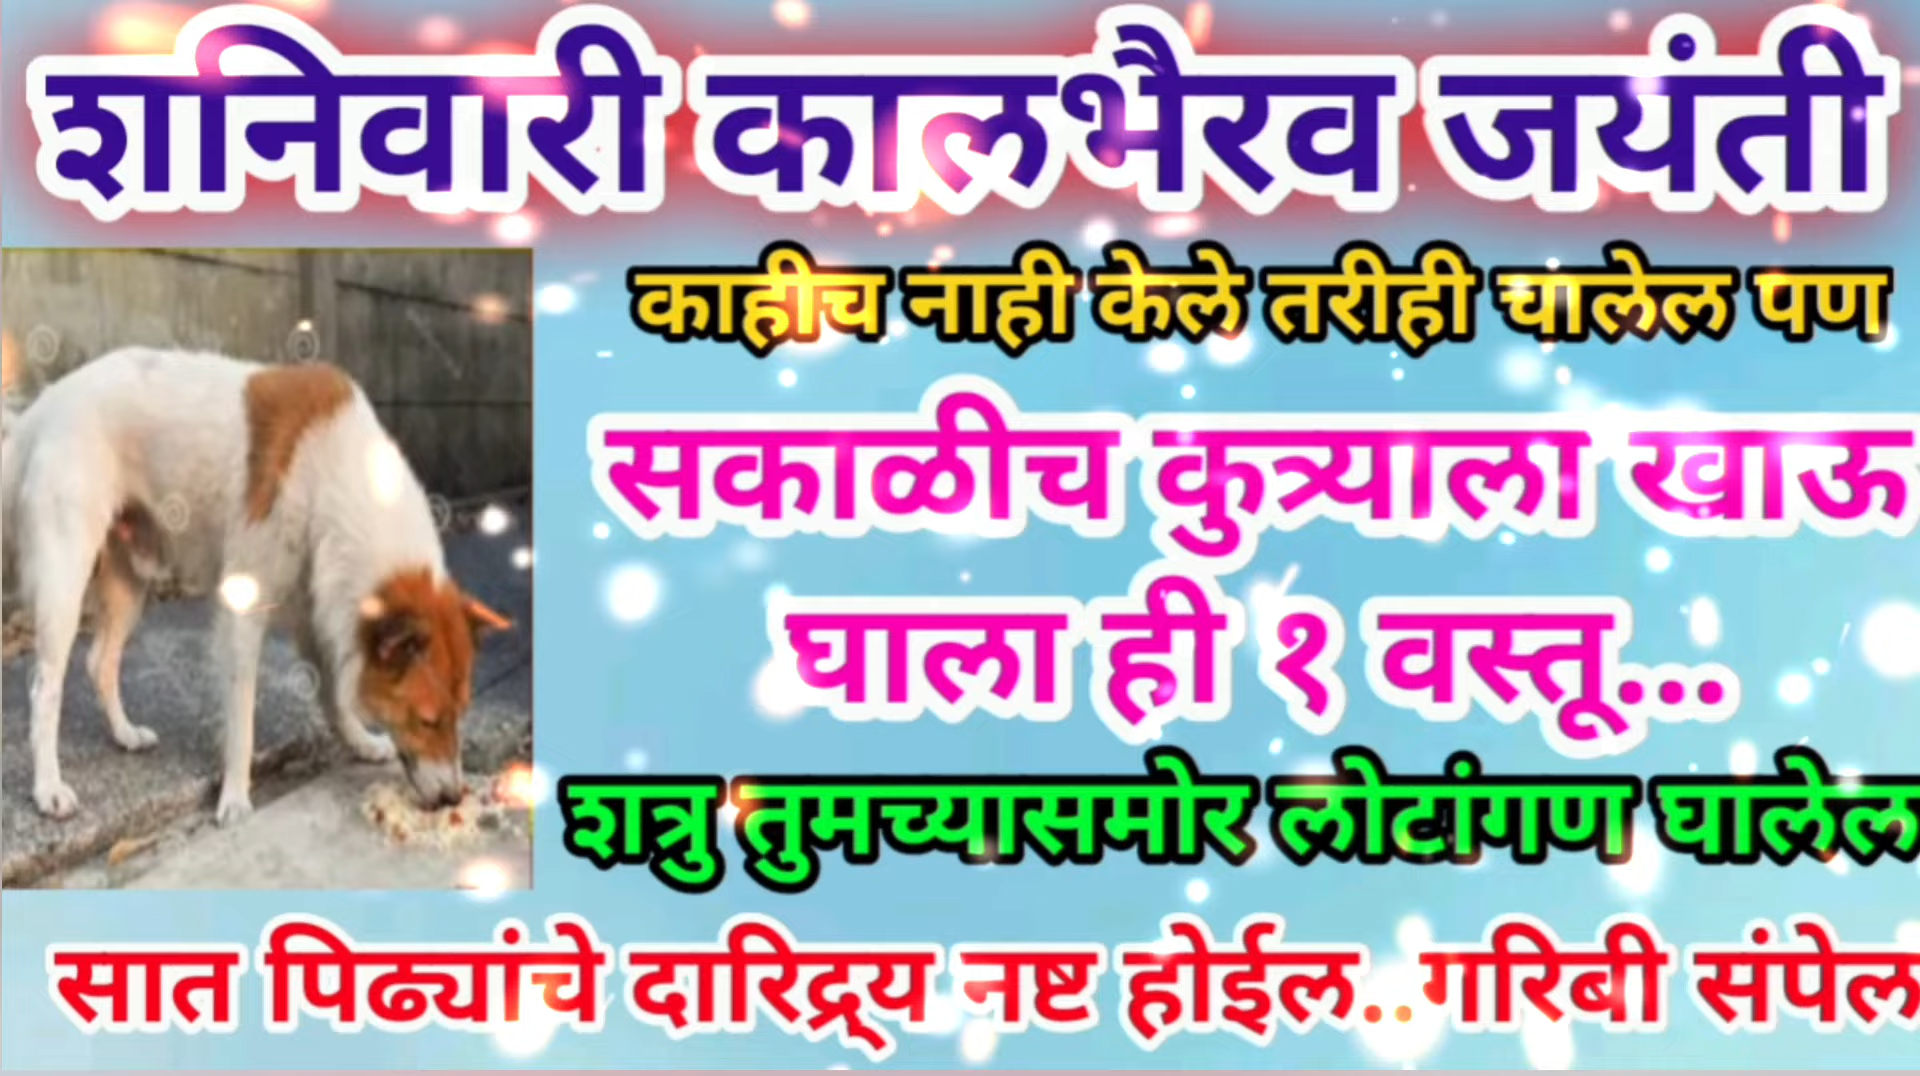 शनिवारी कालभैरव जयंती
काहीच नाही केले तरीही चालेल पण
सकाळीच कुत्र्याला खाऊ
घाला ही १ वस्तू...
शत्रु तुमच्यासमोर लोटांगण घालेल
सात पिढ्यांचे दारिद्र्य नष्ट होईल..गरिबी संपेल